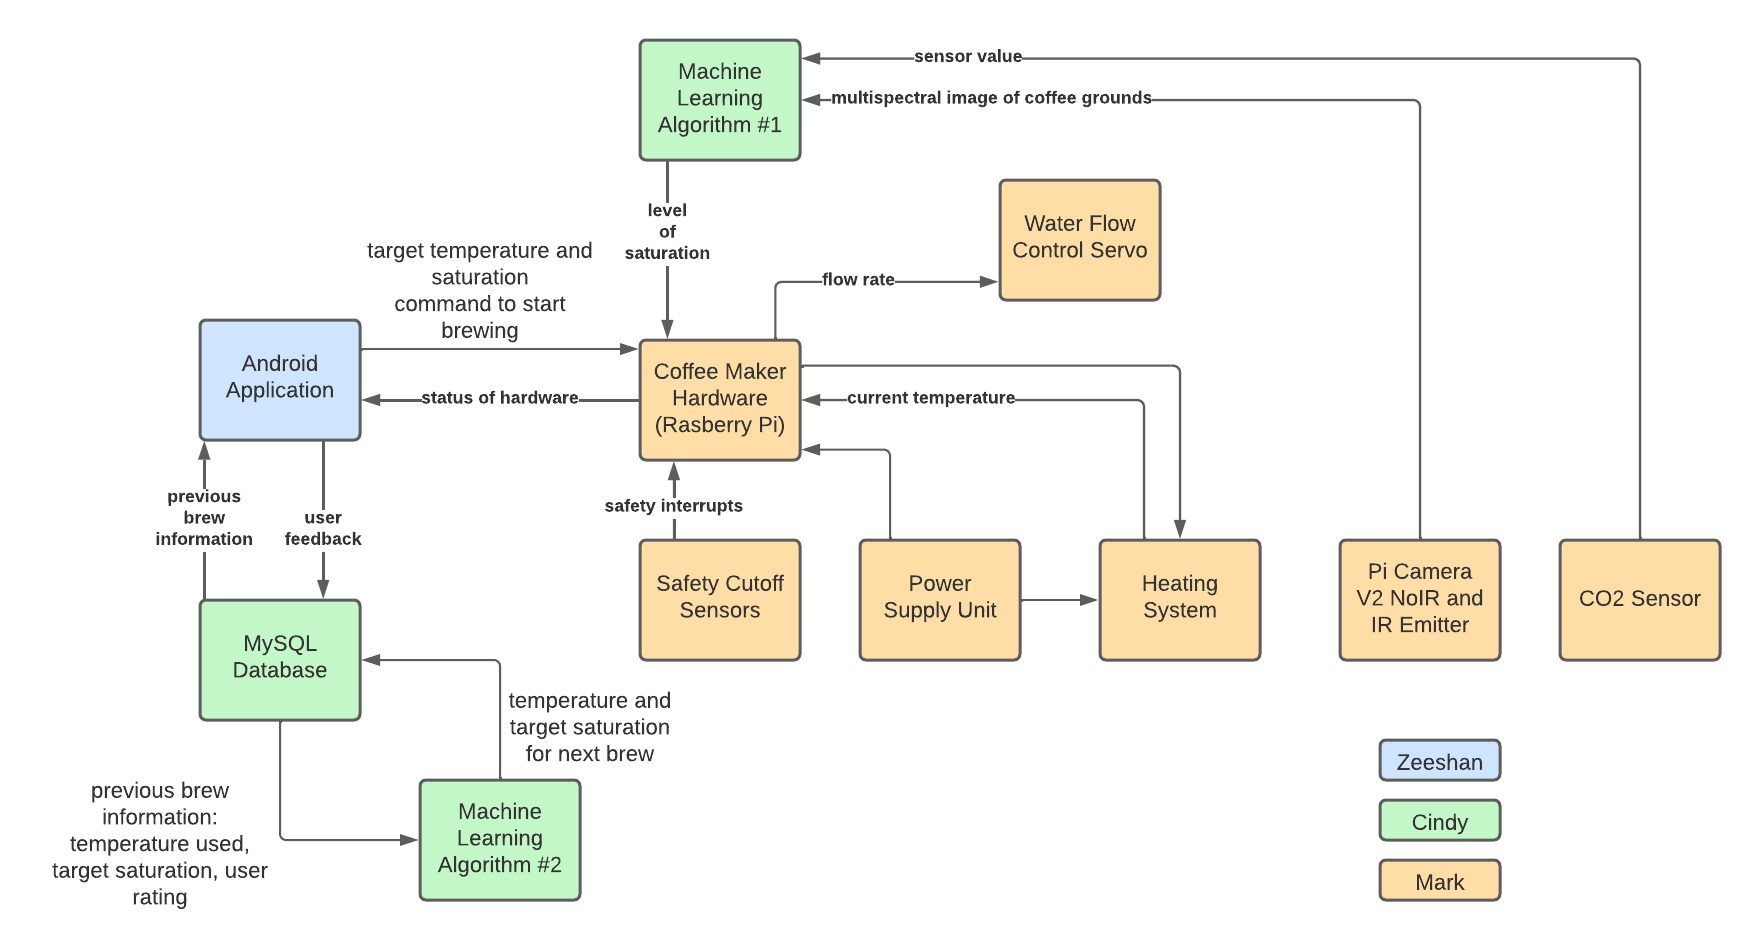 Machine
Learning
Algorithm #1
sensor value
multispectral image of coffee grounds
level
of
saturation
Water Flow
Control Servo
flow rate
target temperature and
saturation
command to start
brewing
Android
Application
Coffee Maker
Hardware
(Rasberry Pi)
status of hardware
current temperature
previous
brew
information
user
feedback
safety interrupts
Safety Cutoff
Sensors
Power
Supply Unit
Heating
System
Pi Camera
V2 NoIR and
IR Emitter
CO2 Sensor
MySQL
Database
temperature and
target saturation
for next brew
previous brew
information:
temperature used,
target saturation, user
rating
Machine
Learning
Algorithm #2
Zeeshan
Cindy
Mark